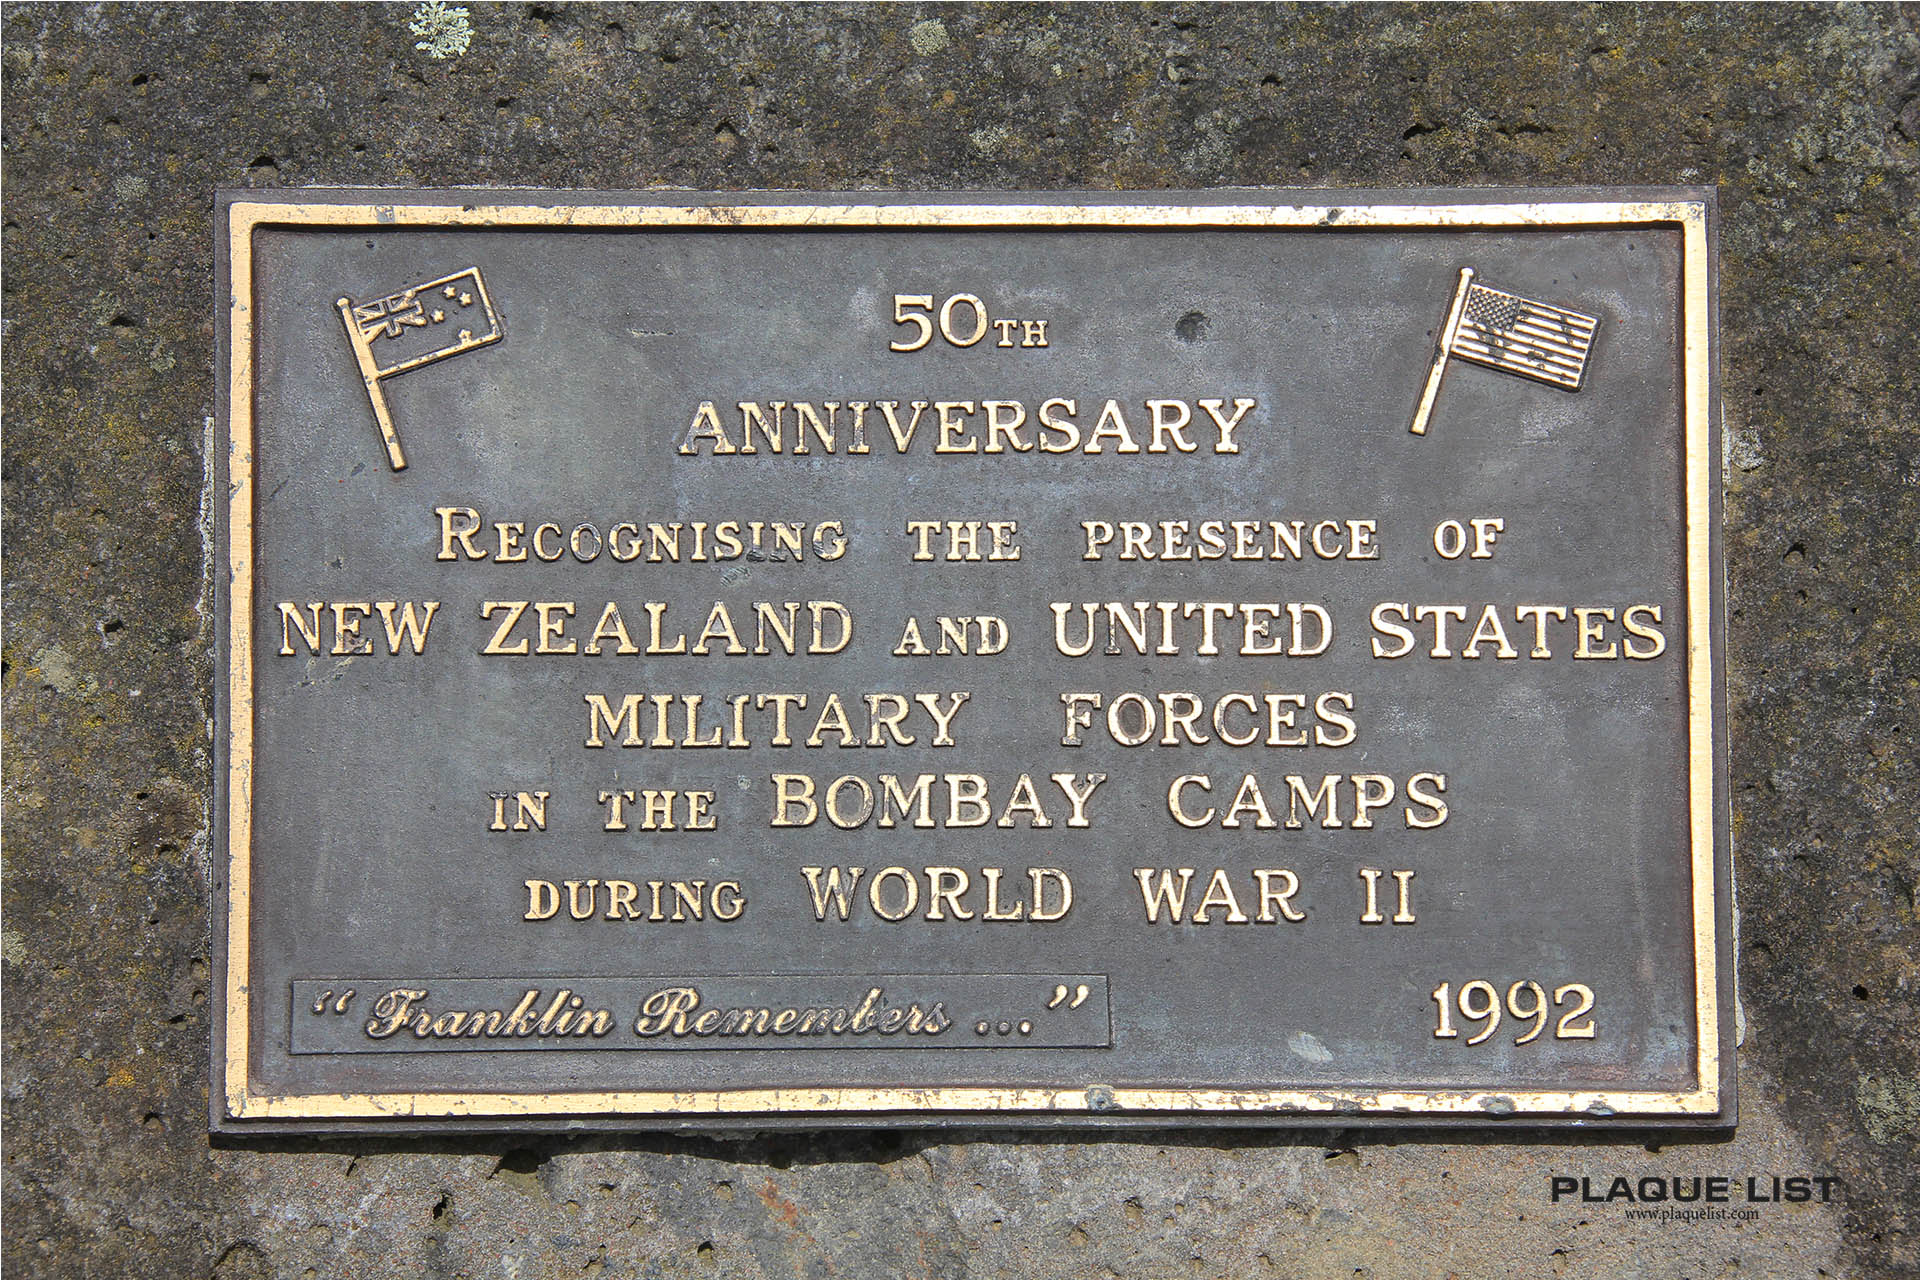 50TH
ANNIVERSARY
RECOGNISING THE PRESENCE OF
NEW ZEALAND AND UNITED STATES
MILITARY FORCES
IN THE BOMBAY CAMPS
DURING WORLD WAR II
“Franklin Remembers ...”
1992
PLAQUE LIST
www.plaquelist.com